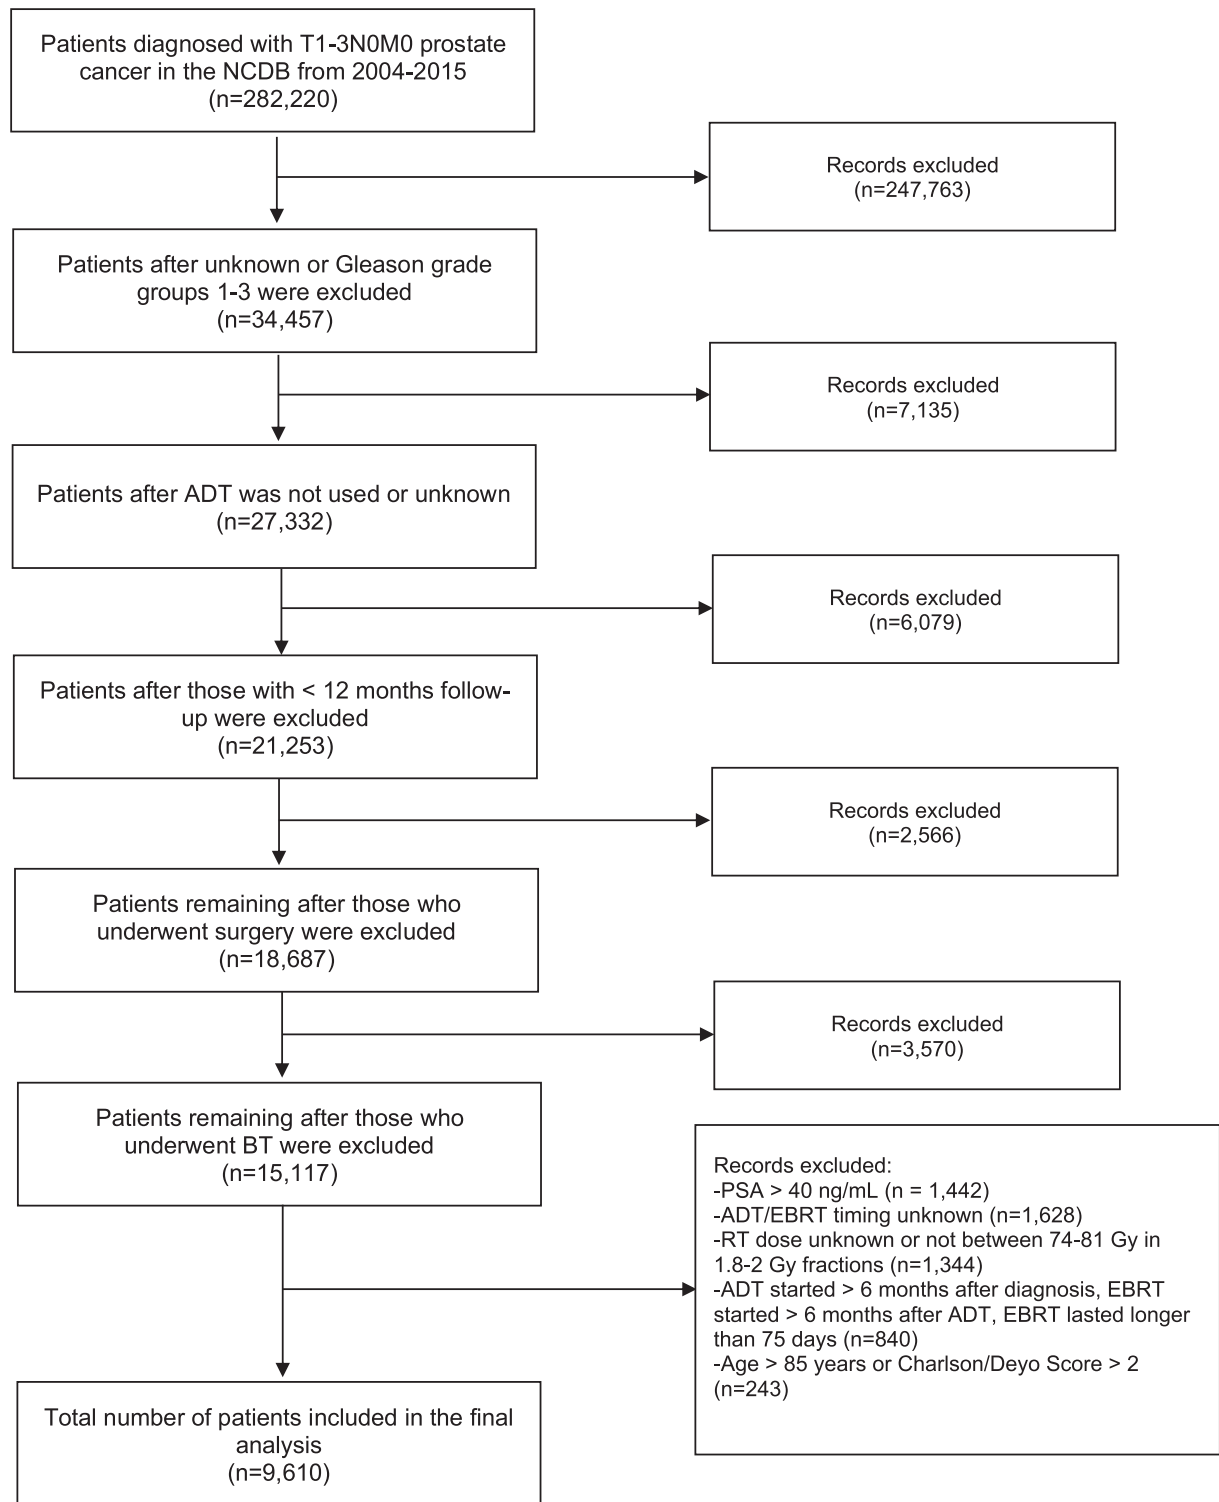 Patients diagnosed with T1-3N0M0 prostate
cancer in the NCDB from 2004-2015
(n=282,220)
Records excluded
(n=247,763)
Patients after unknown or Gleason grade
groups 1-3 were excluded
(n=34,457)
Records excluded
(n=7,135)
Patients after ADT was not used or unknown
(n=27,332)
Records excluded
(n=6,079)
Patients after those with < 12 months follow-
up were excluded
(n=21,253)
Records excluded
(n=2,566)
Patients remaining after those who
underwent surgery were excluded
(n=18,687)
Records excluded
(n=3,570)
Patients remaining after those who
underwent BT were excluded
(n=15,117)
Records excluded:
-PSA > 40 ng/mL (n = 1,442)
-ADT/EBRT timing unknown (n=1,628)
-RT dose unknown or not between 74-81 Gy in
1.8-2 Gy fractions (n=1,344)
-ADT started > 6 months after diagnosis, EBRT
started > 6 months after ADT, EBRT lasted longer
than 75 days (n=840)
-Age > 85 years or Charlson/Deyo Score > 2
(n=243)
Total number of patients included in the final
analysis
(n=9,610)